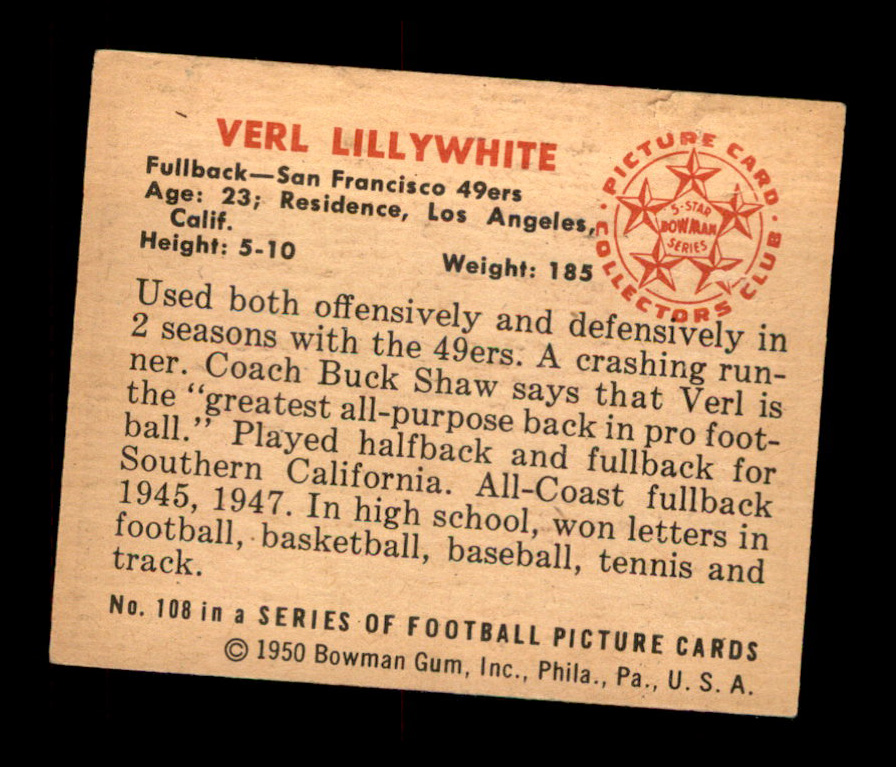 VERL LILLYWHITE
Fullback—San Francisco 49ers
Age: 23; Residence, Los Angeles,
Calif.
Height: 5-10
Weight: 185
PICTURE CARD
COLLECTORS CLUB
5-STAR
BOWMAN
SERIES
Used both offensively and defensively in
2 seasons with the 49ers. A crashing run-
ner. Coach Buck Shaw says that Verl is
the "greatest all-purpose back in pro foot-
ball." Played halfback and fullback for
Southern California. All-Coast fullback
1945, 1947. In high school, won letters in
football, basketball, baseball, tennis and
track.
No. 108 in a SERIES OF FOOTBALL PICTURE CARDS
© 1950 Bowman Gum, Inc., Phila., Pa., U. S. A.